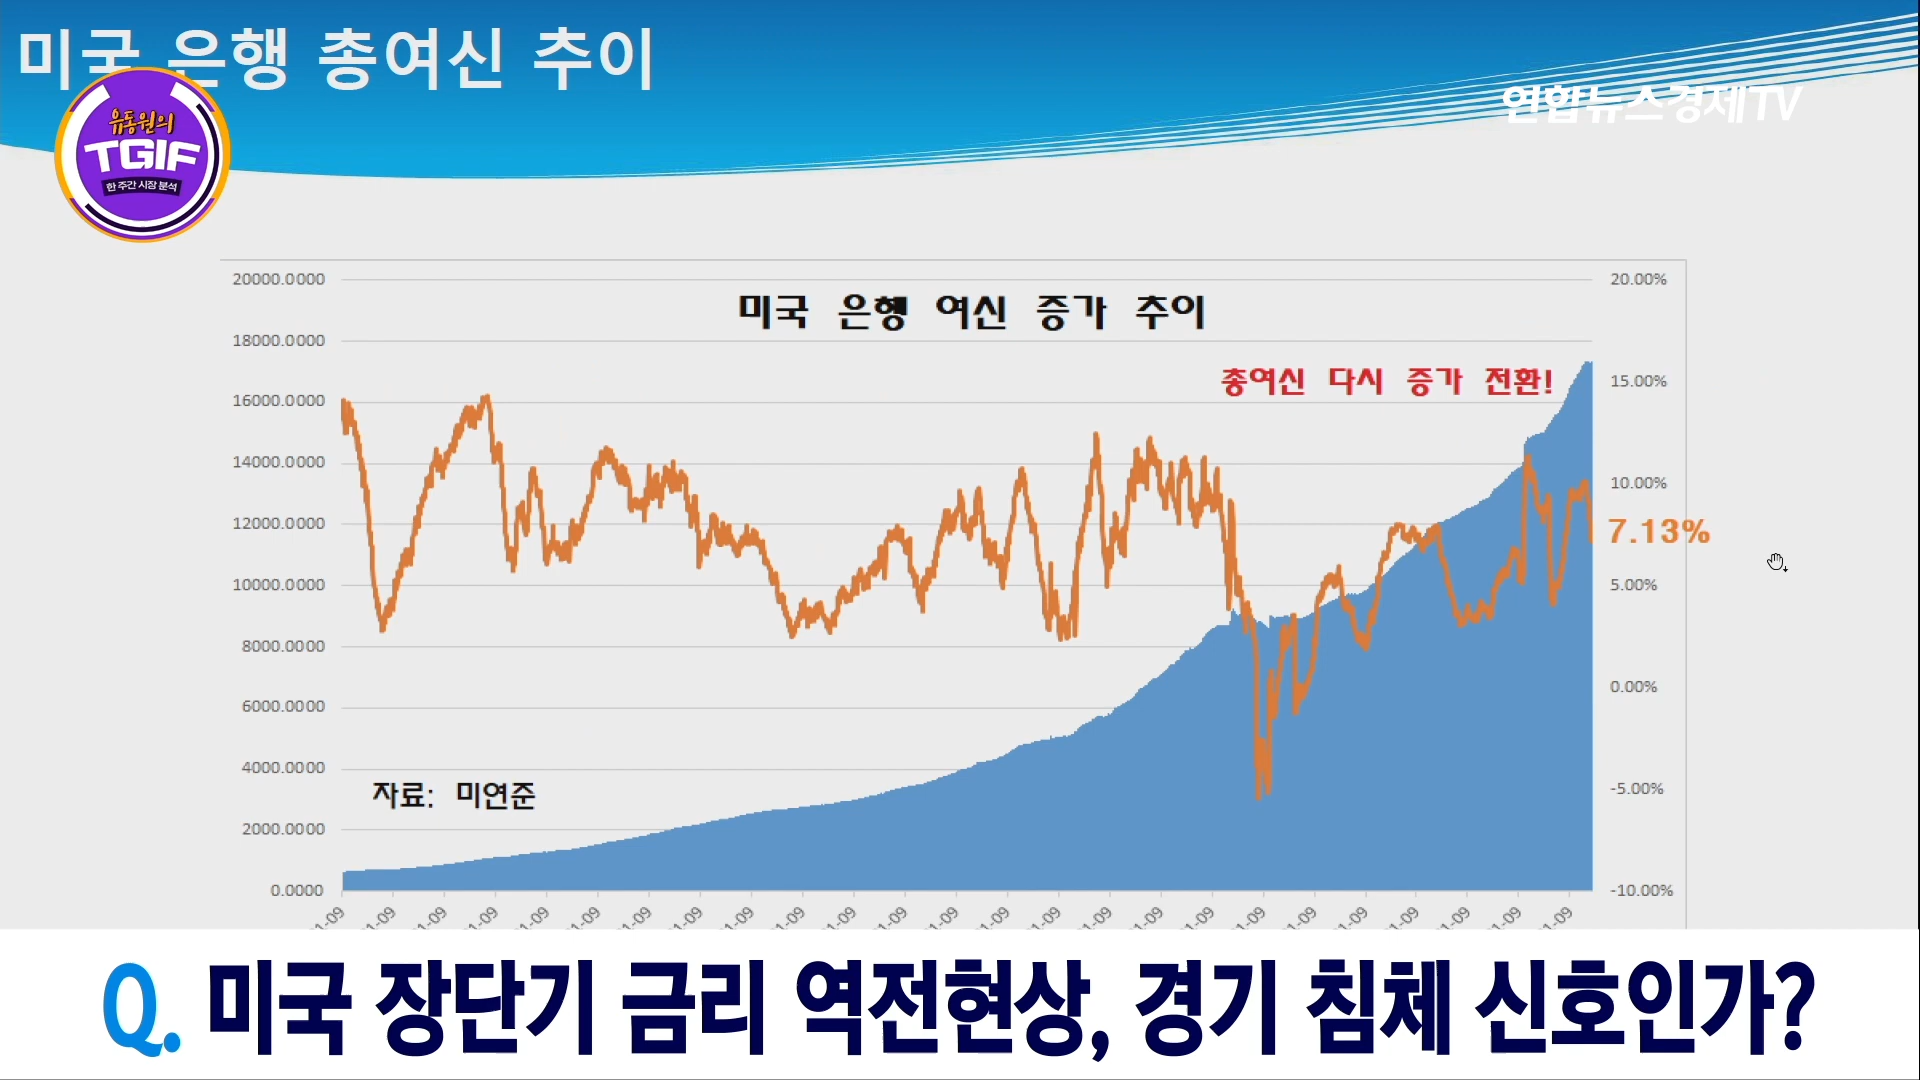 미국 은행 총여신 추이
유동원의
TGIF
한 주간 시장 분석
연합뉴스경제TV
미국 은행 여신 증가 추이
총여신 다시 증가 전환!
20000.0000
18000.0000
16000.0000
14000.0000
12000.0000
10000.0000
8000.0000
6000.0000
4000.0000
2000.0000
0.0000
20.00%
15.00%
10.00%
7.13%
5.00%
0.00%
-5.00%
-10.00%
자료: 미연준
Q. 미국 장단기 금리 역전현상, 경기 침체 신호인가?